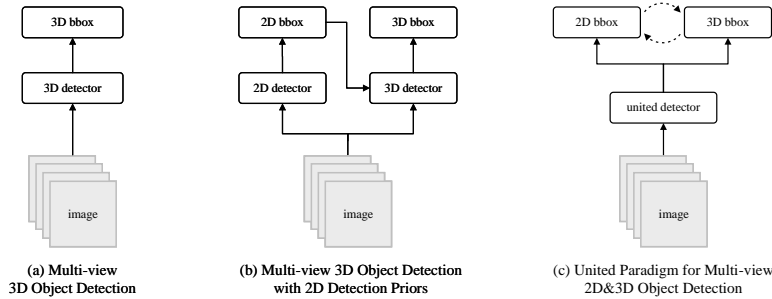 3D bbox
3D detector
image
(a) Multi-view
3D Object Detection
2D bbox
3D bbox
2D detector
3D detector
image
(b) Multi-view 3D Object Detection
with 2D Detection Priors
2D bbox
3D bbox
united detector
image
(c) United Paradigm for Multi-view
2D&3D Object Detection